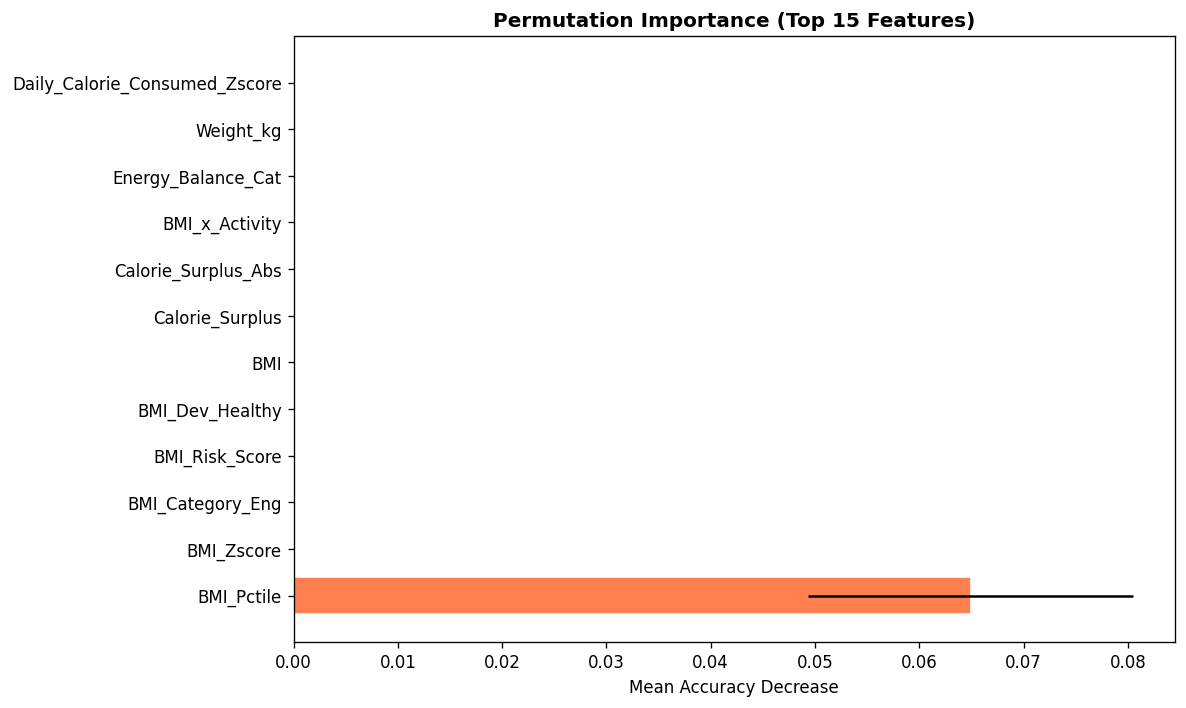 Permutation Importance (Top 15 Features)
Daily_Calorie_Consumed_Zscore
Weight_kg
Energy_Balance_Cat
BMI_x_Activity
Calorie_Surplus_Abs
Calorie_Surplus
BMI
BMI_Dev_Healthy
BMI_Risk_Score
BMI_Category_Eng
BMI_Zscore
BMI_Pctile
0.00 0.01 0.02 0.03 0.04 0.05 0.06 0.07 0.08
Mean Accuracy Decrease